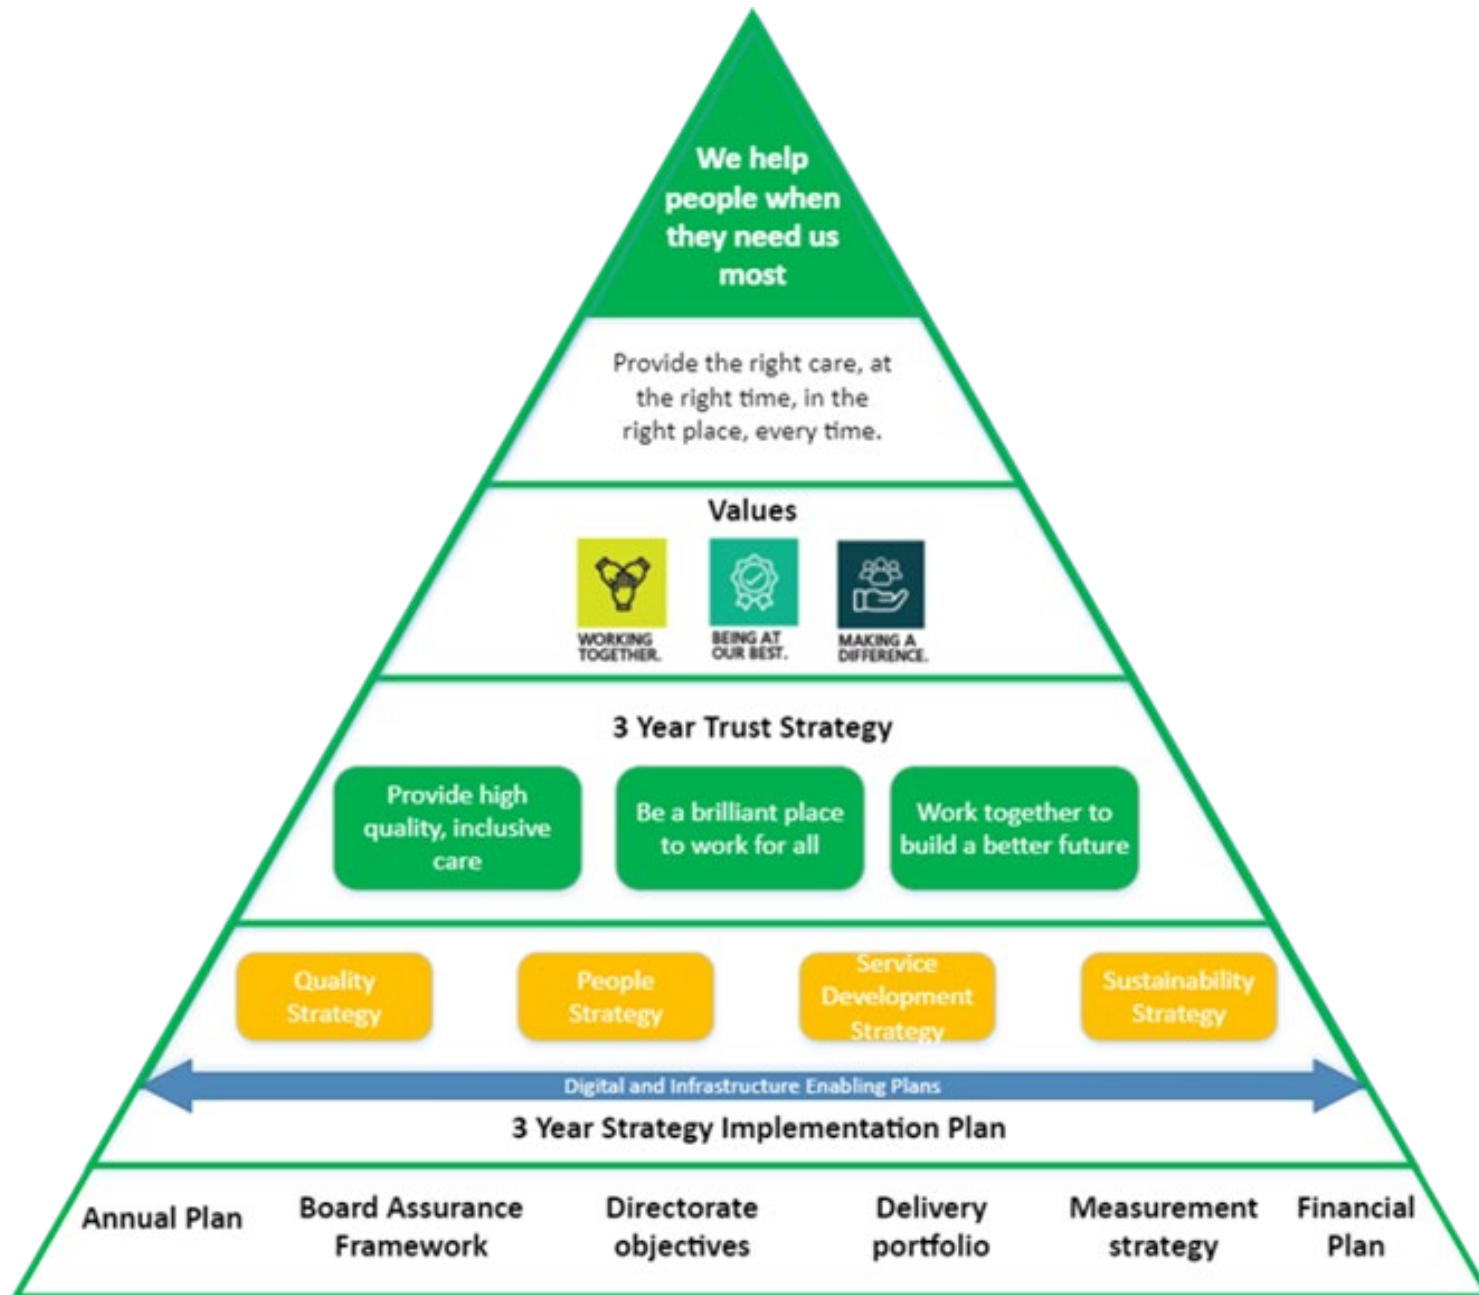 We help
people when
they need us
most
Provide the right care, at
the right time, in the
right place, every time.
Values
WORKING
TOGETHER.
BEING AT
OUR BEST.
MAKING A
DIFFERENCE.
3 Year Trust Strategy
Provide high
quality, inclusive
care
Be a brilliant place
to work for all
Work together to
build a better future
Quality
Strategy
People
Strategy
Service
Development
Strategy
Sustainability
Strategy
Digital and Infrastructure Enabling Plans
3 Year Strategy Implementation Plan
Annual Plan
Board Assurance
Framework
Directorate
objectives
Delivery
portfolio
Measurement
strategy
Financial
Plan